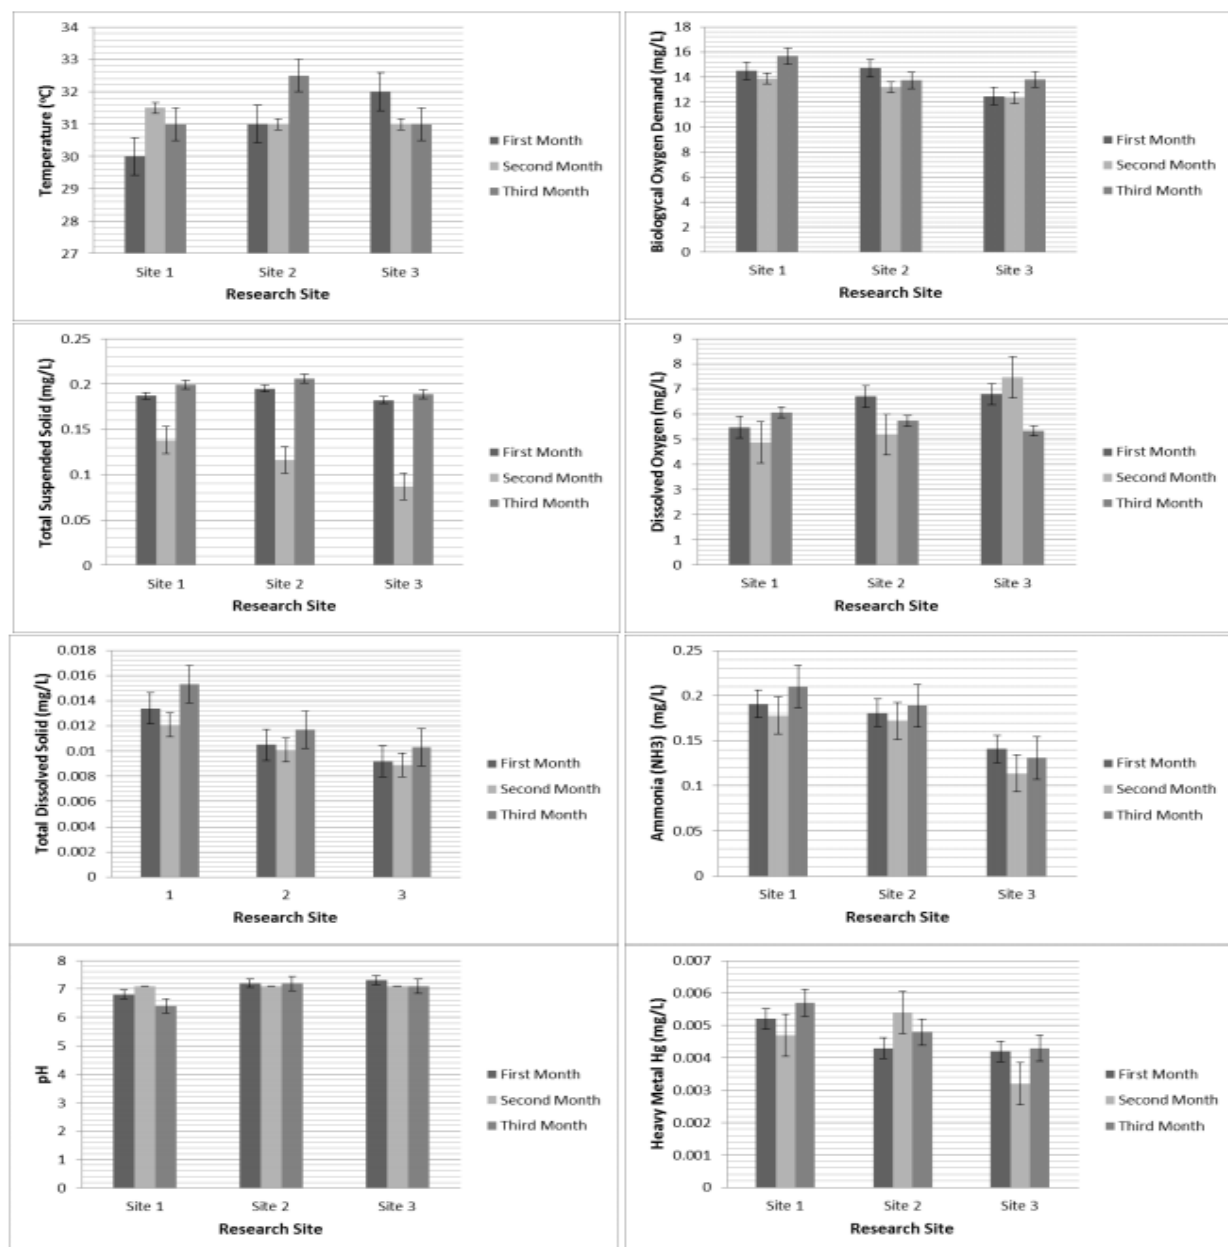 Temperature (°C)
34
33
32
31
30
29
28
27
Site 1 Site 2 Site 3
Research Site
First Month
Second Month
Third Month
Biologycal Oxygen Demand (mg/L)
18
16
14
12
10
8
6
4
2
0
Site 1 Site 2 Site 3
Research Site
First Month
Second Month
Third Month
Total Suspended Solid (mg/L)
0.25
0.2
0.15
0.1
0.05
0
Site 1 Site 2 Site 3
Research Site
First Month
Second Month
Third Month
Dissolved Oxygen (mg/L)
9
8
7
6
5
4
3
2
1
0
Site 1 Site 2 Site 3
Research Site
First Month
Second Month
Third Month
Total Dissolved Solid (mg/L)
0.018
0.016
0.014
0.012
0.01
0.008
0.006
0.004
0.002
0
1 2 3
Research Site
First Month
Second Month
Third Month
Ammonia (NH3) (mg/L)
0.25
0.2
0.15
0.1
0.05
0
Site 1 Site 2 Site 3
Research Site
First Month
Second Month
Third Month
pH
8
7
6
5
4
3
2
1
0
Site 1 Site 2 Site 3
Research Site
First Month
Second Month
Third Month
Heavy Metal Hg (mg/L)
0.007
0.006
0.005
0.004
0.003
0.002
0.001
0
Site 1 Site 2 Site 3
Research Site
First Month
Second Month
Third Month